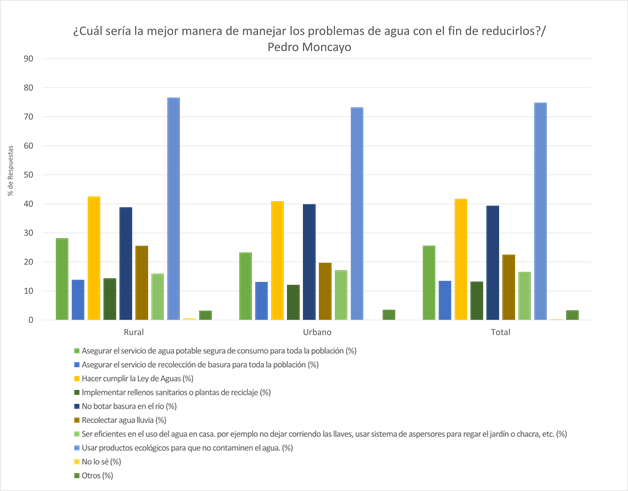 ¿Cuál sería la mejor manera de manejar los problemas de agua con el fin de reducirlos?/
Pedro Moncayo
90
80
70
60
50
40
30
20
10
0
% de Respuestas
Rural
Urbano
Total
Asegurar el servicio de agua potable segura de consumo para toda la población (%)
Asegurar el servicio de recolección de basura para toda la población (%)
Hacer cumplir la Ley de Aguas (%)
Implementar rellenos sanitarios o plantas de reciclaje (%)
No botar basura en el río (%)
Recolectar agua lluvia (%)
Ser eficientes en el uso del agua en casa. por ejemplo no dejar corriendo las llaves, usar sistema de aspersores para regar el jardín o chacra, etc. (%)
Usar productos ecológicos para que no contaminen el agua. (%)
No lo sé (%)
Otros (%)